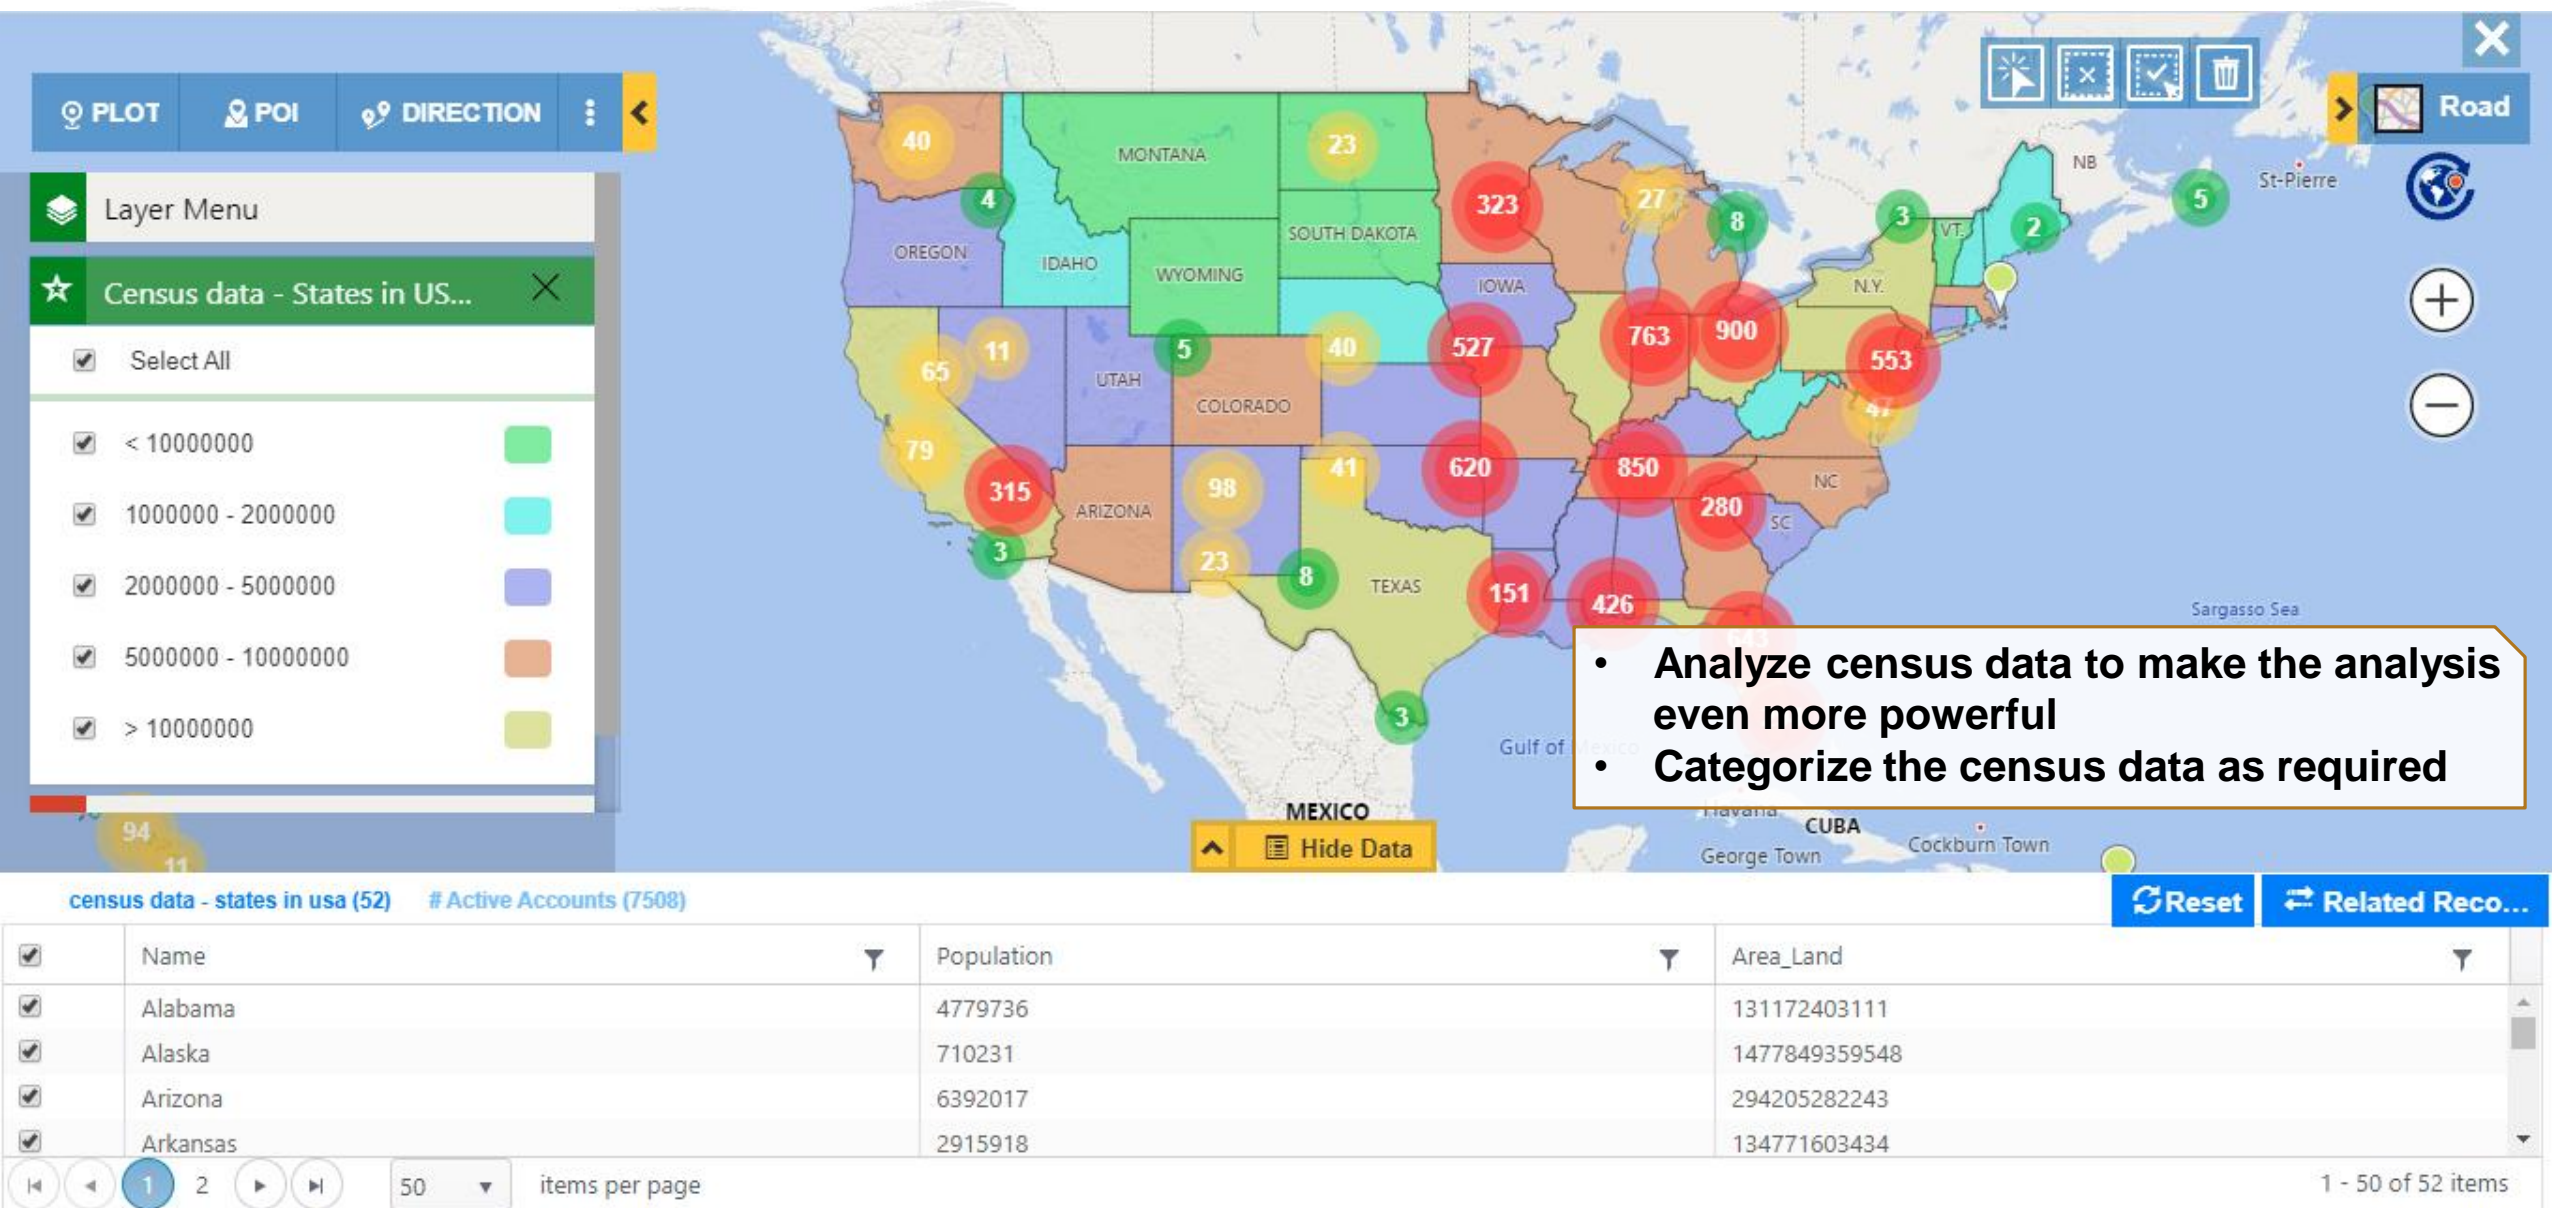 PLOT POI DIRECTION
Road
Layer Menu
Census data - States in US...
Select All
< 10000000
1000000 - 2000000
2000000 - 5000000
5000000 - 10000000
> 10000000
40
MONTANA
23
NB
St-Pierre
4
323
27
8
3
VT.
2
5
OREGON
IDAHO
WYOMING
SOUTH DAKOTA
IOWA
N.Y.
65
11
UTAH
5
40
527
763
900
553
COLORADO
47
79
315
ARIZONA
98
41
620
850
280
NC
SC
3
23
8
TEXAS
151
426
643
Sargasso Sea
3
Gulf of Mexico
• Analyze census data to make the analysis
even more powerful
• Categorize the census data as required
MEXICO
Havana
CUBA
Cockburn Town
George Town
94
11
Hide Data
census data - states in usa (52) # Active Accounts (7508)
Reset Related Reco...
Name Population Area_Land
Alabama 4779736 131172403111
Alaska 710231 1477849359548
Arizona 6392017 294205282243
Arkansas 2915918 134771603434
1 2 50 items per page 1 - 50 of 52 items